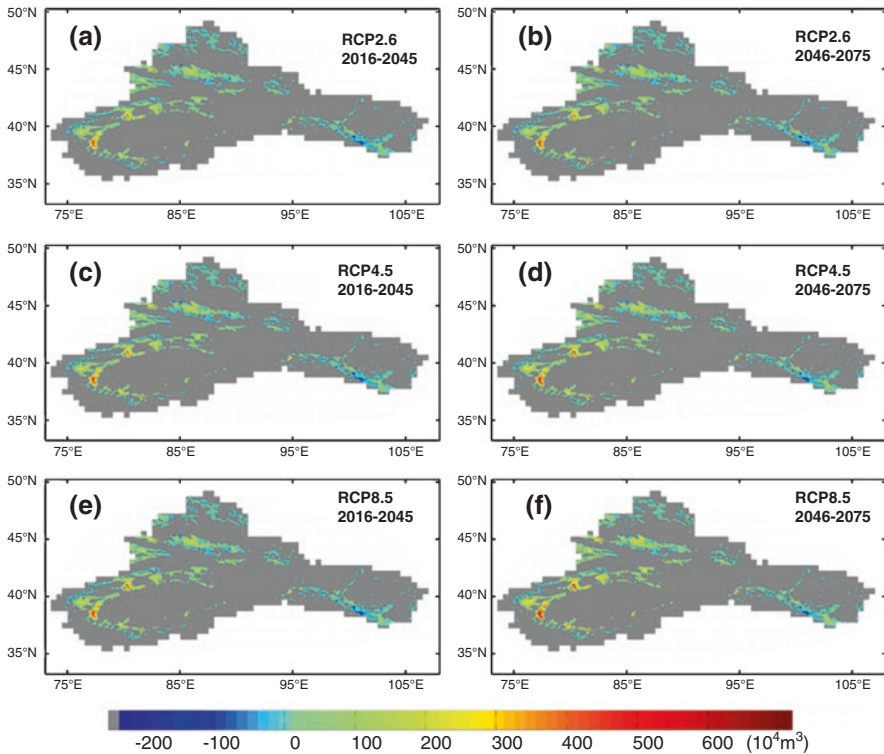 50°N
45°N
40°N
35°N
(a)
RCP2.6
2016-2045
75°E 85°E 95°E 105°E
50°N
45°N
40°N
35°N
(b)
RCP2.6
2046-2075
75°E 85°E 95°E 105°E
50°N
45°N
40°N
35°N
(c)
RCP4.5
2016-2045
75°E 85°E 95°E 105°E
50°N
45°N
40°N
35°N
(d)
RCP4.5
2046-2075
75°E 85°E 95°E 105°E
50°N
45°N
40°N
35°N
(e)
RCP8.5
2016-2045
75°E 85°E 95°E 105°E
50°N
45°N
40°N
35°N
(f)
RCP8.5
2046-2075
75°E 85°E 95°E 105°E
-200 -100 0 100 200 300 400 500 600 (10⁴m³)